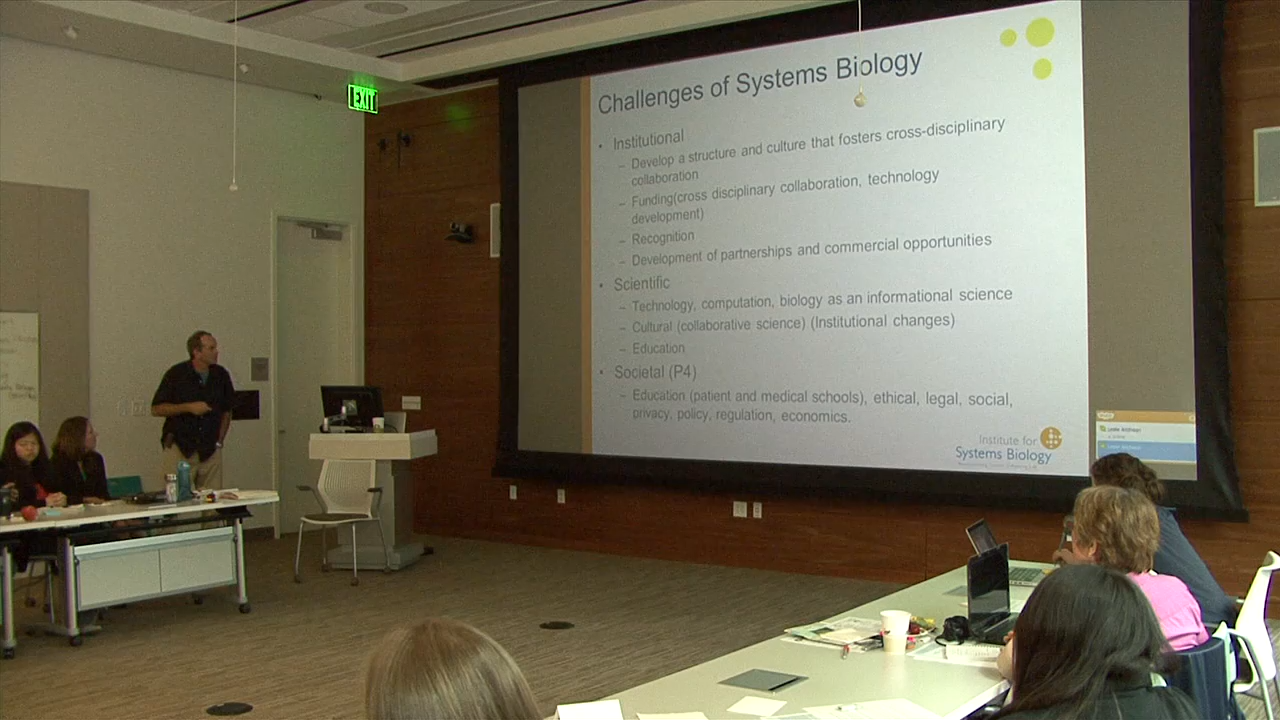 EXIT
Challenges of Systems Biology
• Institutional
– Develop a structure and culture that fosters cross-disciplinary
collaboration
– Funding(cross disciplinary collaboration, technology
development)
– Recognition
– Development of partnerships and commercial opportunities
• Scientific
– Technology, computation, biology as an informational science
– Cultural (collaborative science) (Institutional changes)
– Education
• Societal (P4)
– Education (patient and medical schools), ethical, legal, social,
privacy, policy, regulation, economics.
Institute for
Systems Biology